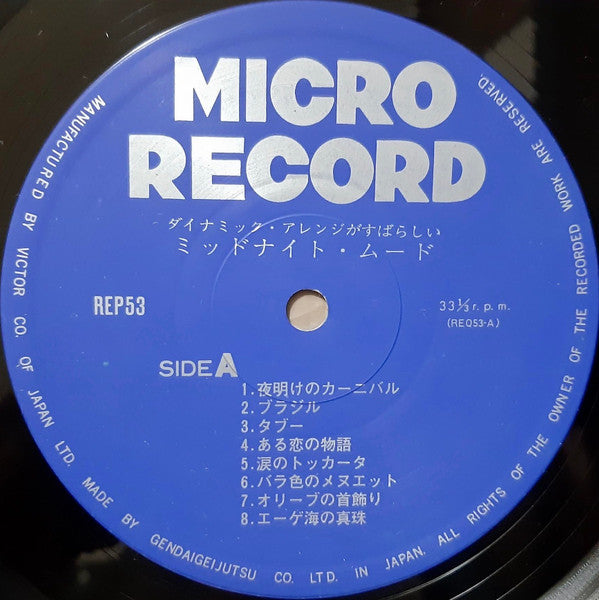 MICRO
RECORD
ダイナミック・アレンジがすばらしい
ミッドナイト・ムード
REP53
33⅓ r.p.m.
(REQ53-A)
SIDE A
1.夜明けのカーニバル
2.ブラジル
3.タブー
4.ある恋の物語
5.涙のトッカータ
6.バラ色のメヌエット
7.オリーブの首飾り
8.エーゲ海の真珠
MANUFACTURED BY VICTOR CO. OF JAPAN LTD. MADE BY GENDAIGEIJUTSU CO. LTD. IN JAPAN. ALL RIGHTS OF THE OWNER OF THE RECORDED WORK ARE RESERVED.